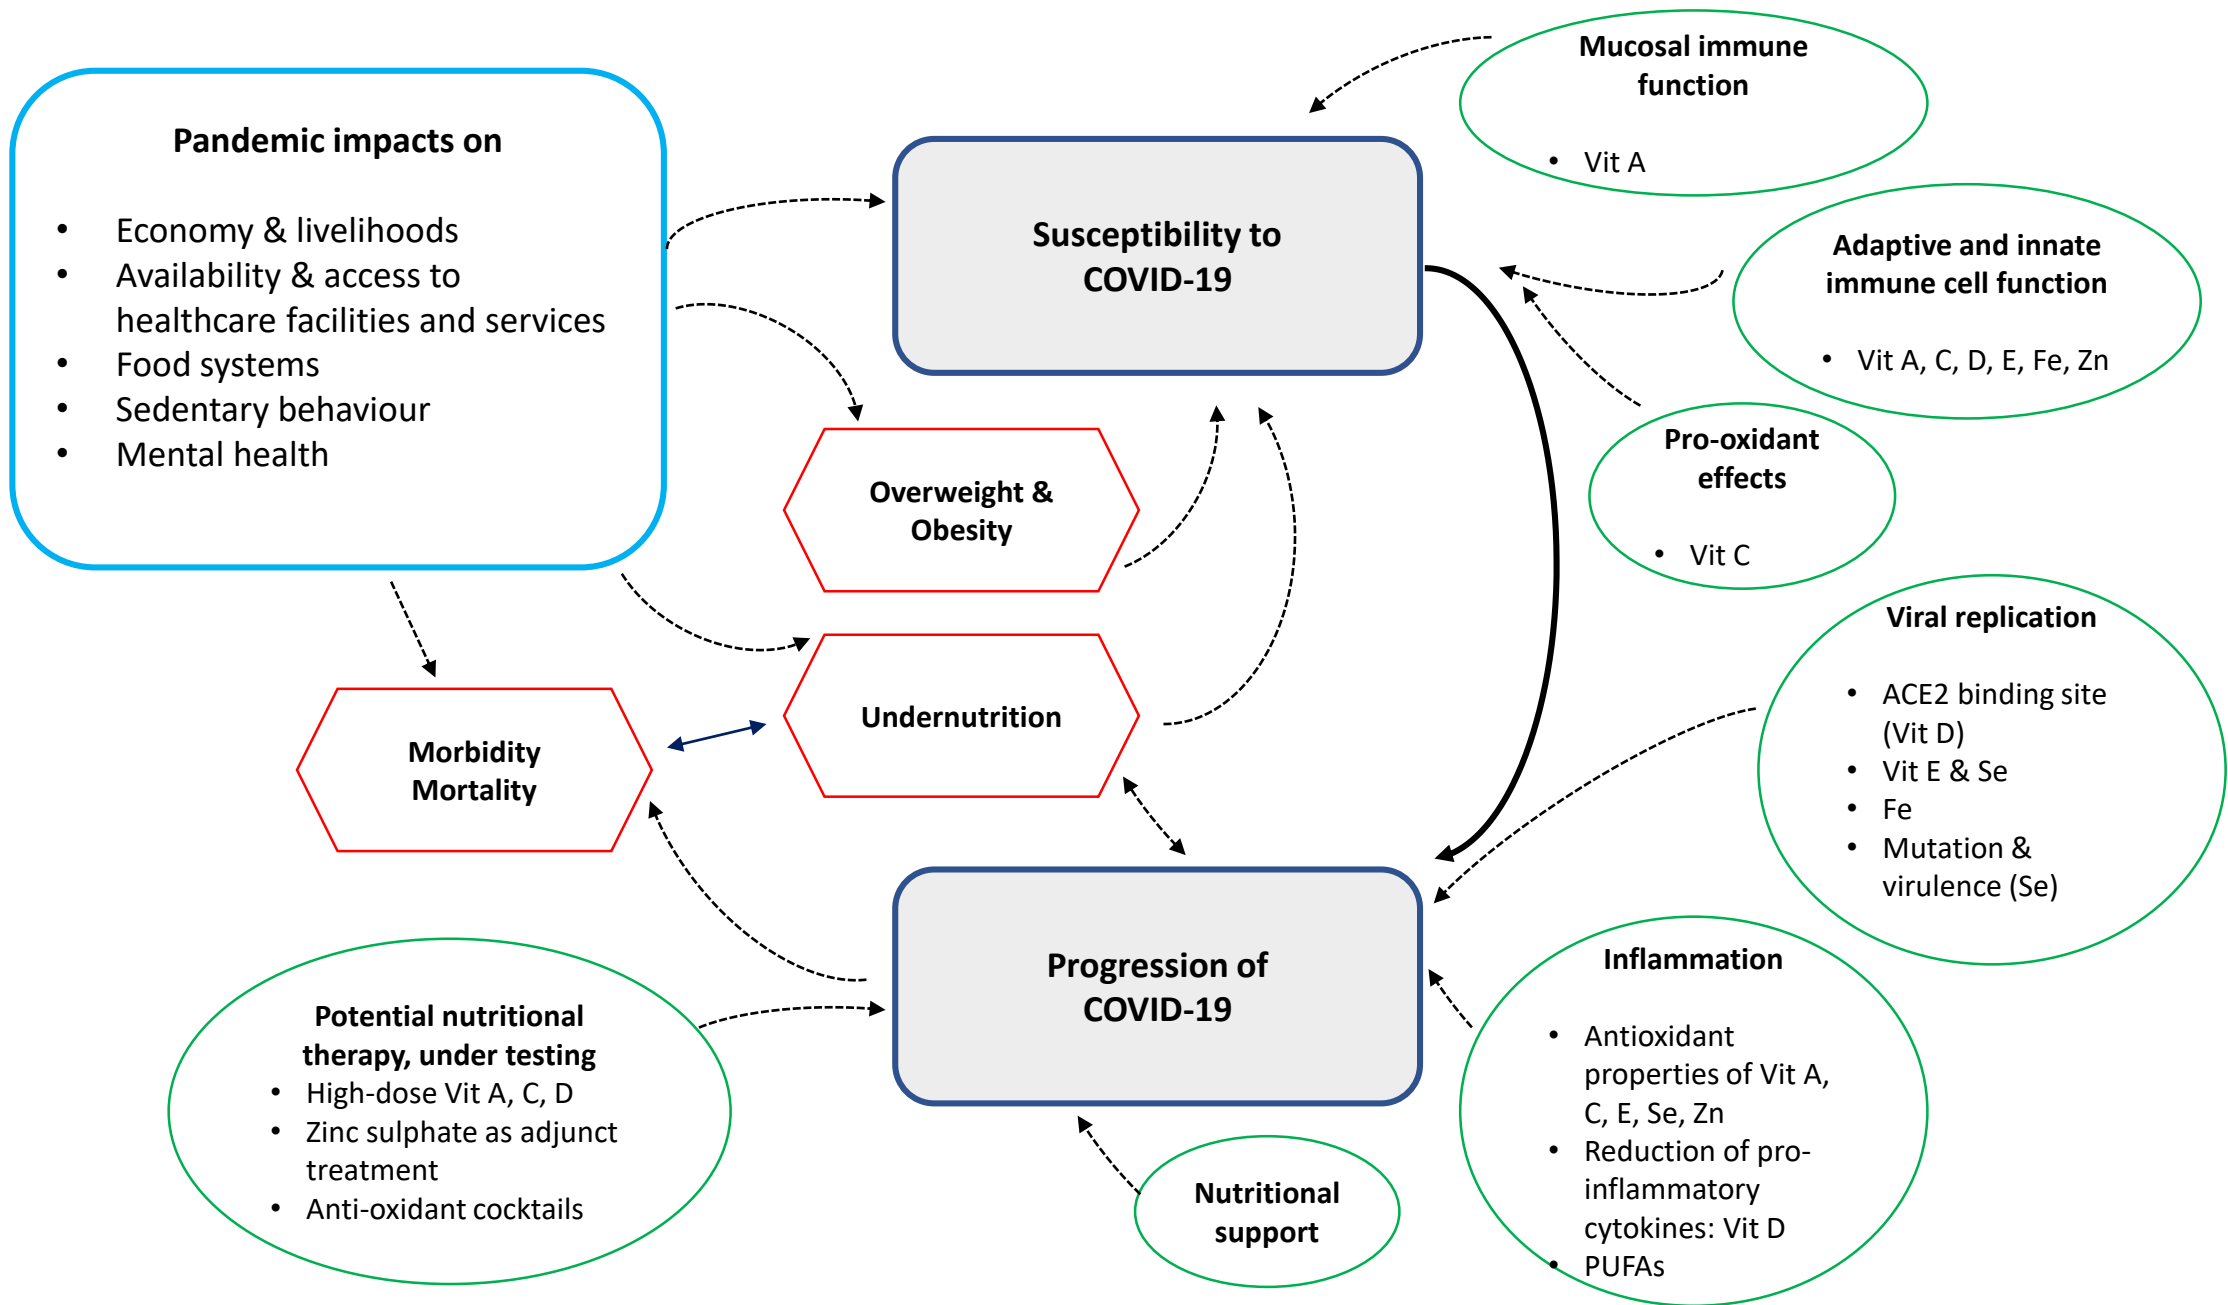 Pandemic impacts on
• Economy & livelihoods
• Availability & access to
healthcare facilities and services
• Food systems
• Sedentary behaviour
• Mental health
Susceptibility to
COVID-19
Mucosal immune
function
• Vit A
Adaptive and innate
immune cell function
• Vit A, C, D, E, Fe, Zn
Pro-oxidant
effects
• Vit C
Overweight &
Obesity
Undernutrition
Morbidity
Mortality
Viral replication
• ACE2 binding site
(Vit D)
• Vit E & Se
• Fe
• Mutation &
virulence (Se)
Progression of
COVID-19
Potential nutritional
therapy, under testing
• High-dose Vit A, C, D
• Zinc sulphate as adjunct
treatment
• Anti-oxidant cocktails
Nutritional
support
Inflammation
• Antioxidant
properties of Vit A,
C, E, Se, Zn
• Reduction of pro-
inflammatory
cytokines: Vit D
• PUFAs